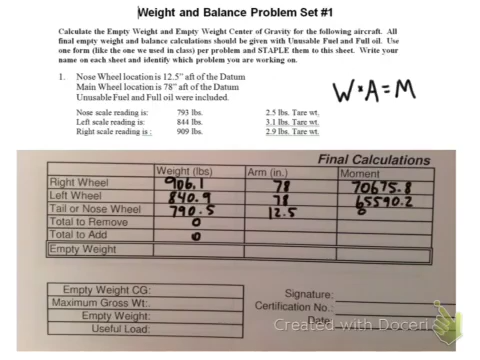 Weight and Balance Problem Set #1
Calculate the Empty Weight and Empty Weight Center of Gravity for the following aircraft. All
final empty weight and balance calculations should be given with Unusable Fuel and Full oil. Use
one form (like the one we used in class) per problem and STAPLE them to this sheet. Write your
name on each sheet and identify which problem you are working on.
1. Nose Wheel location is 12.5" aft of the Datum
Main Wheel location is 78" aft of the Datum
Unusable Fuel and Full oil were included.
W*A=M
Nose scale reading is: 793 lbs. 2.5 lbs. Tare wt.
Left scale reading is: 844 lbs. 3.1 lbs. Tare wt.
Right scale reading is : 909 lbs. 2.9 lbs. Tare wt.
Final Calculations
Weight (lbs) Arm (in.) Moment
Right Wheel 906.1 78 70675.8
Left Wheel 840.9 78 65590.2
Tail or Nose Wheel 790.5 12.5 0
Total to Remove 0
Total to Add 0
Empty Weight
Empty Weight CG:
Maximum Gross Wt:.
Empty Weight:
Useful Load:
Signature:
Certification No.:
Date:
Created with Doceri